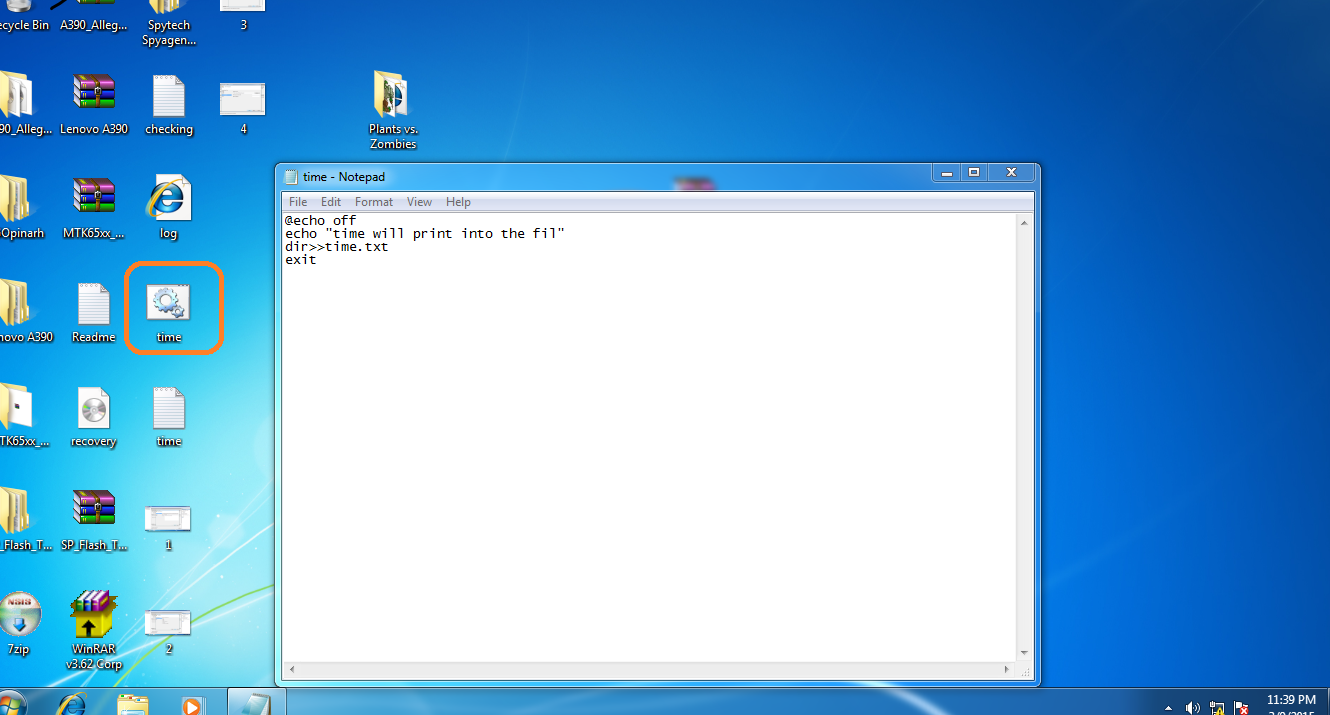 ecycle Bin
A390_Alleg...
Spytech
Spyagen...
3
90_Alleg...
Lenovo A390
checking
4
Plants vs.
Zombies
Opinarh
MTK65xx_...
log
novo A390
Readme
time
TK65xx_...
recovery
time
_Flash_T...
SP_Flash_T...
1
NSIS
7zip
WinRAR
v3.62 Corp
2
time - Notepad
File Edit Format View Help
@echo off
echo "time will print into the fil"
dir>>time.txt
exit
11:39 PM